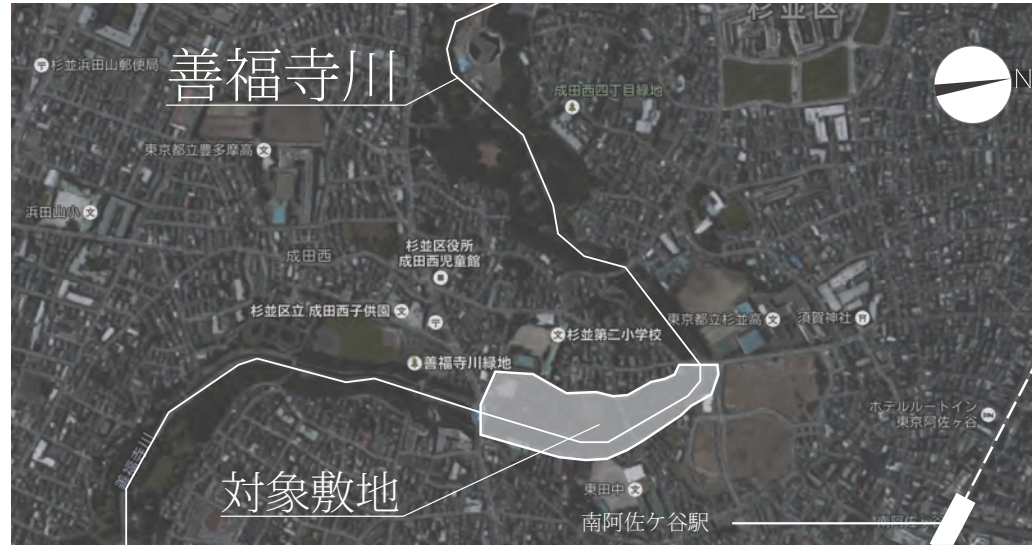 杉並区
杉並浜田山郵便局
善福寺川
成田西四丁目緑地
N
東京都立豊多摩高
浜田山小
成田西
杉並区役所
成田西児童館
杉並区立 成田西子供園
杉並第二小学校
東京都立杉並高
須賀神社
善福寺川緑地
ホテルルートイン
東京阿佐ヶ谷
善福寺川
対象敷地
東田中
南阿佐ケ谷駅